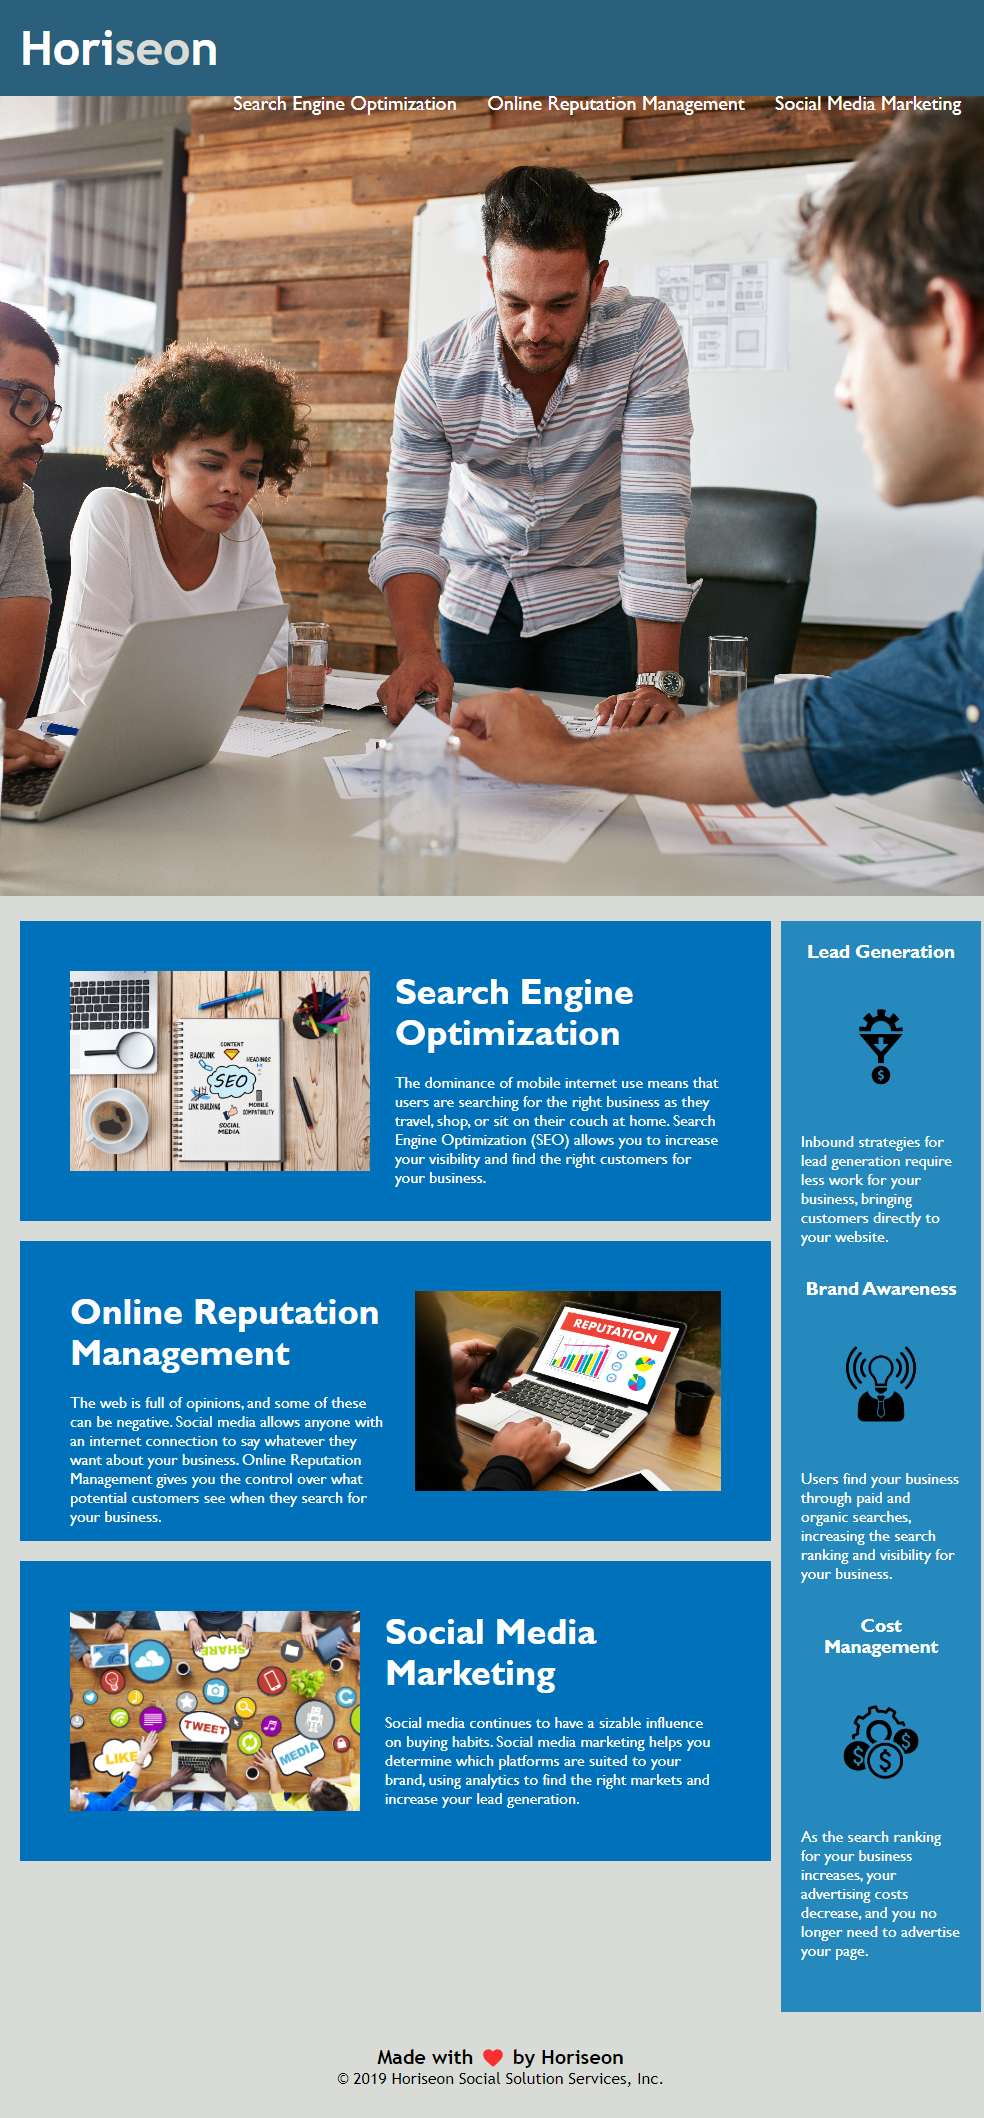 Horiseon
Search Engine Optimization
Online Reputation Management
Social Media Marketing
Search Engine
Optimization
The dominance of mobile internet use means that
users are searching for the right business as they
travel, shop, or sit on their couch at home. Search
Engine Optimization (SEO) allows you to increase
your visibility and find the right customers for
your business.
CONTENT
BACKLINK
HEADINGS
SEO
LINK BUILDING
MOBILE
COMPATIBILITY
SOCIAL
MEDIA
Online Reputation
Management
The web is full of opinions, and some of these
can be negative. Social media allows anyone with
an internet connection to say whatever they
want about your business. Online Reputation
Management gives you the control over what
potential customers see when they search for
your business.
REPUTATION
Social Media
Marketing
Social media continues to have a sizable influence
on buying habits. Social media marketing helps you
determine which platforms are suited to your
brand, using analytics to find the right markets and
increase your lead generation.
SHARE
TWEET
LIKE
MEDIA
Lead Generation
$
Inbound strategies for
lead generation require
less work for your
business, bringing
customers directly to
your website.
Brand Awareness
Users find your business
through paid and
organic searches,
increasing the search
ranking and visibility for
your business.
Cost
Management
$ $ $
As the search ranking
for your business
increases, your
advertising costs
decrease, and you no
longer need to advertise
your page.
Made with ❤️ by Horiseon
© 2019 Horiseon Social Solution Services, Inc.